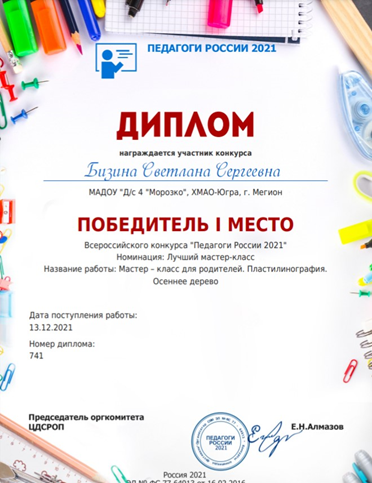 ПЕДАГОГИ РОССИИ 2021
ДИПЛОМ
награждается участник конкурса
Бизина Светлана Сергеевна
МАДОУ "Д/с 4 "Морозко", ХМАО-Югра, г. Мегион
ПОБЕДИТЕЛЬ I МЕСТО
Всероссийского конкурса "Педагоги России 2021"
Номинация: Лучший мастер-класс
Название работы: Мастер – класс для родителей. Пластилинография.
Осеннее дерево
Дата поступления работы:
13.12.2021
Номер диплома:
741
Председатель оргкомитета
ЦДСРОП
ПЕДАГОГИ
РОССИИ
2021
Е.Н.Алмазов
Россия 2021